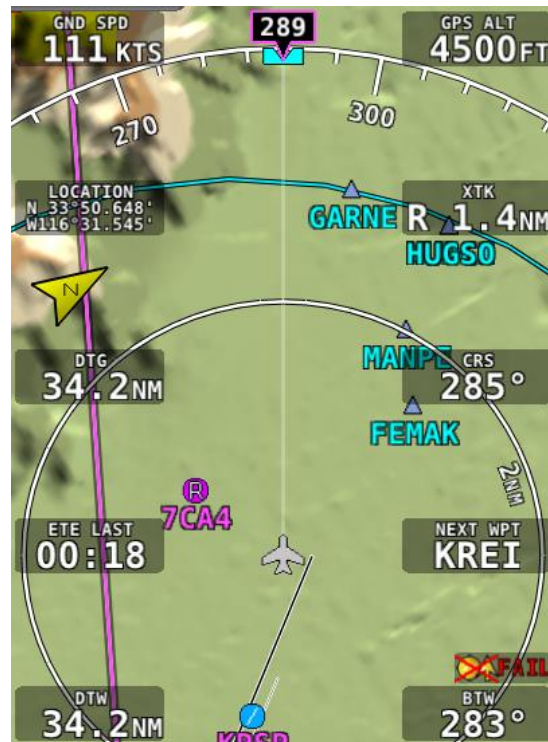 GND SPD
111 KTS
289
GPS ALT
4500FT
270
300
LOCATION
N 33°50.648'
W116°31.545'
XTK
R 1.4NM
GARNE
HUGSO
N
DTG
34.2NM
MANPE
CRS
285°
FEMAK
2NM
R
7CA4
ETE LAST
00:18
NEXT WPT
KREI
FAIL
DTW
34.2NM
KPSP
BTW
283°